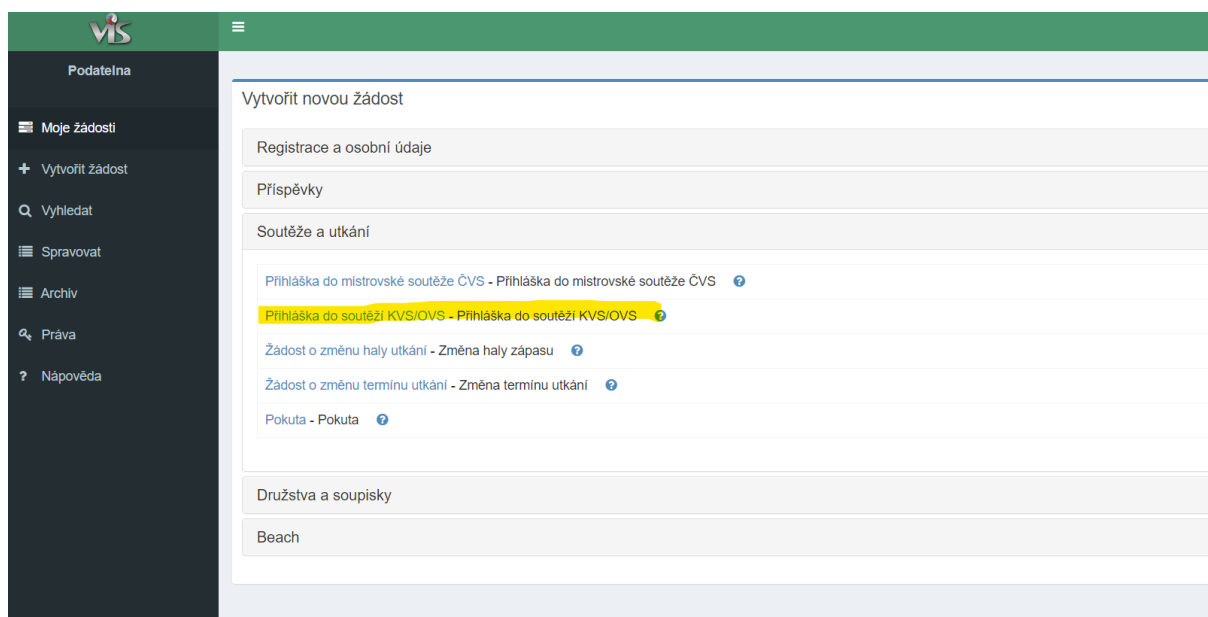 VIS
Podatelna
Moje žádosti
Vytvořit žádost
Vyhledat
Spravovat
Archiv
Práva
? Nápověda
Vytvořit novou žádost
Registrace a osobní údaje
Příspěvky
Soutěže a utkání
Přihláška do mistrovské soutěže ČVS - Přihláška do mistrovské soutěže ČVS ?
Přihláška do soutěží KVS/OVS - Přihláška do soutěží KVS/OVS ?
Žádost o změnu haly utkání - Změna haly zápasu ?
Žádost o změnu termínu utkání - Změna termínu utkání ?
Pokuta - Pokuta ?
Družstva a soupisky
Beach